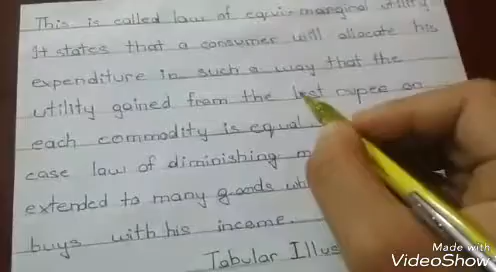 This is called law of equi-marginal utility
It states that a consumer will allocate his
expenditure in such a way that the
utility gained from the last rupee on
each commodity is equal
case law of diminishing
extended to many goods
buys with his income.
Tabular
Made with
VideoShow